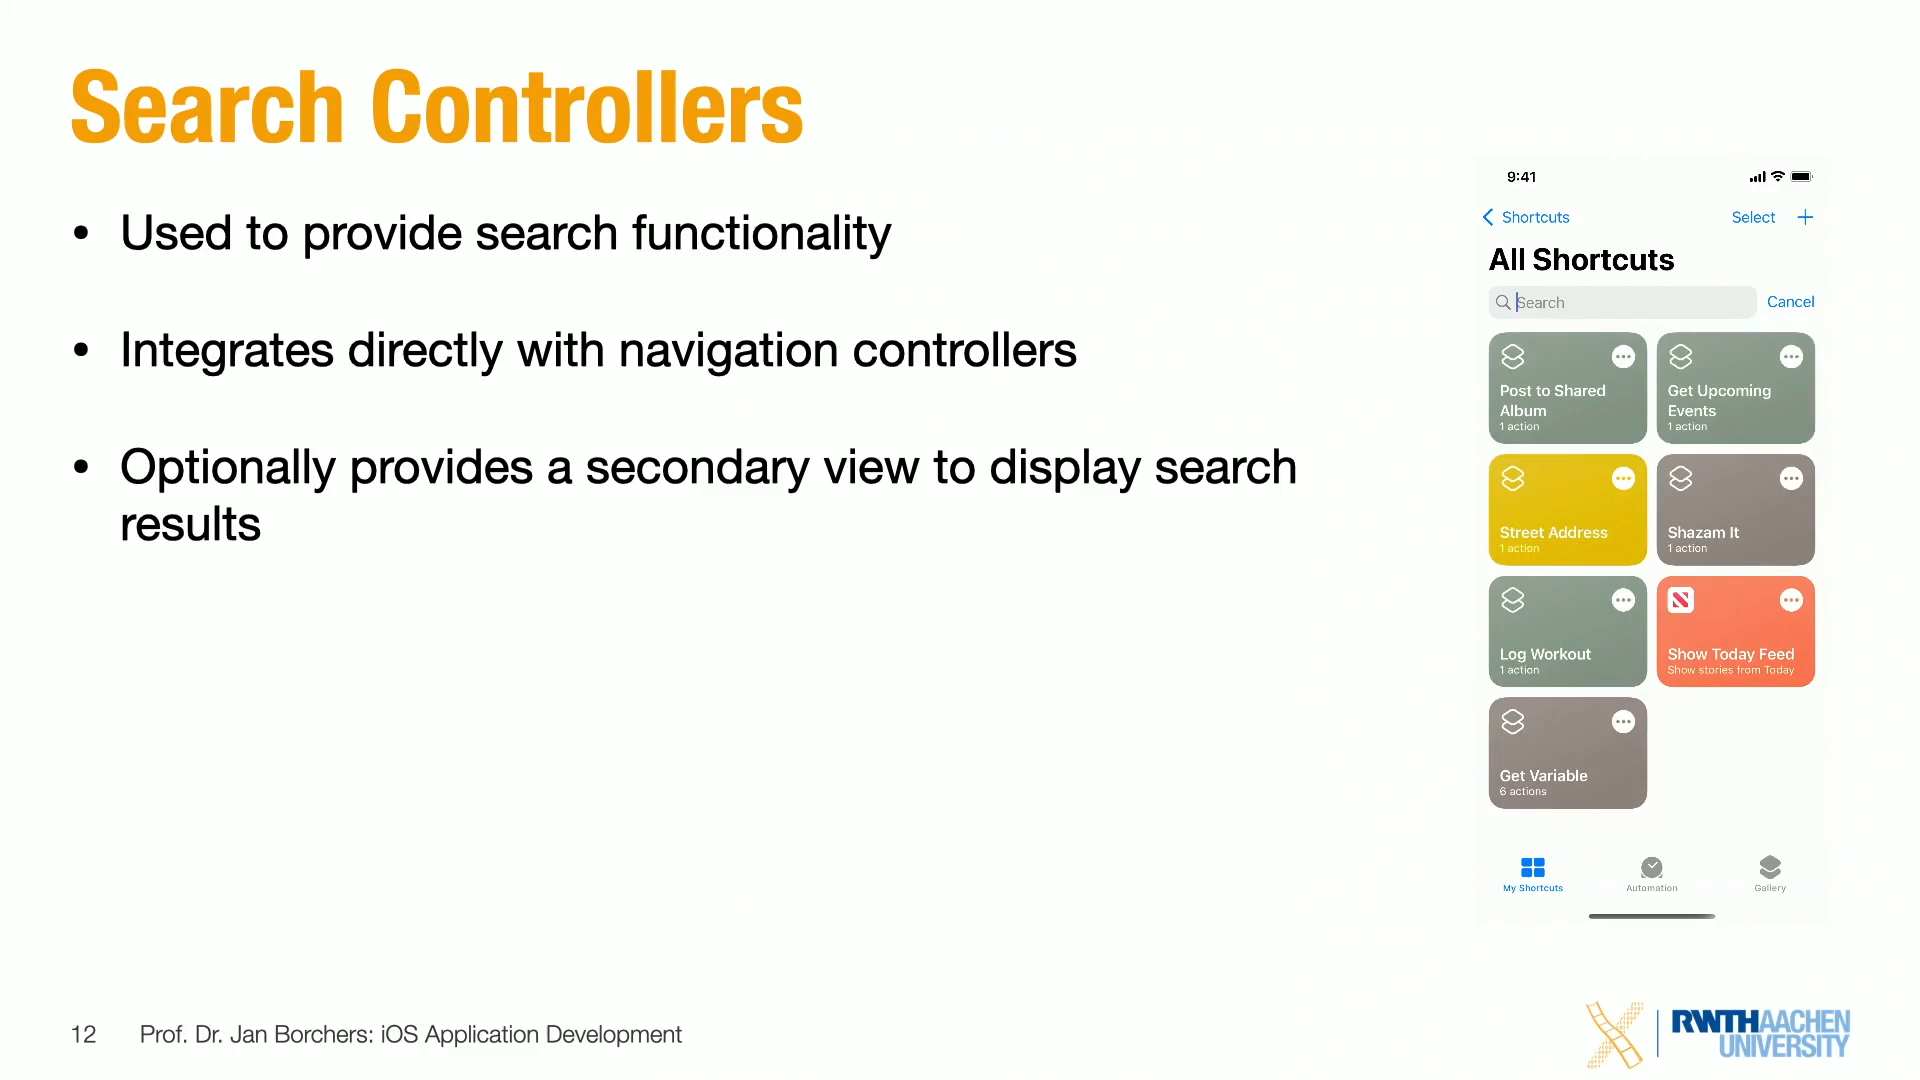 Search Controllers
• Used to provide search functionality
• Integrates directly with navigation controllers
• Optionally provides a secondary view to display search
results
9:41
Shortcuts
Select +
All Shortcuts
Search
Cancel
Post to Shared
Album
1 action
Get Upcoming
Events
1 action
Street Address
1 action
Shazam It
1 action
Log Workout
1 action
Show Today Feed
Show stories from Today
Get Variable
6 actions
My Shortcuts
Automation
Gallery
12 Prof. Dr. Jan Borchers: iOS Application Development
RWTHAACHEN
UNIVERSITY